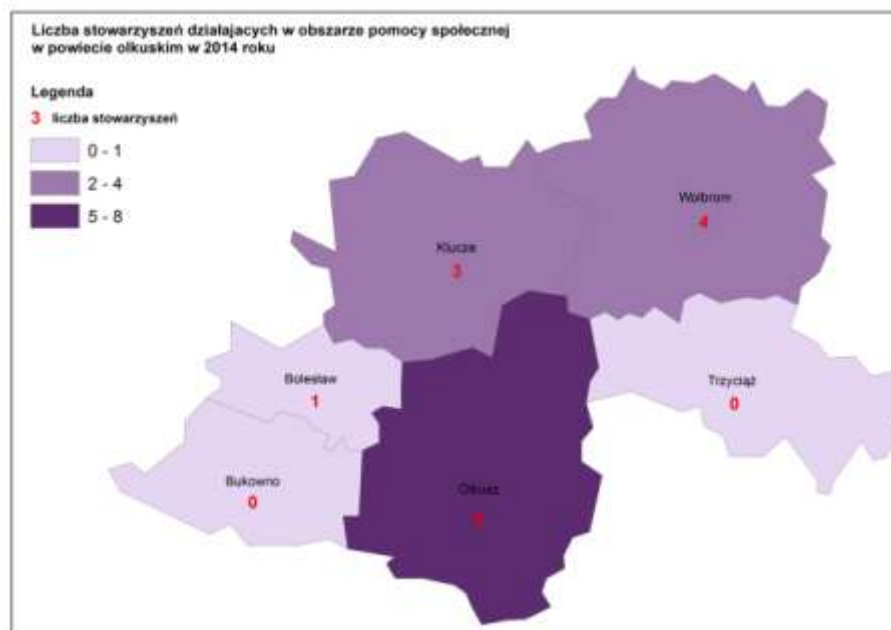 Liczba stowarzyszeń działajacych w obszarze pomocy społecznej
w powiecie olkuskim w 2014 roku
Legenda
3 liczba stowarzyszeń
0 - 1
2 - 4
5 - 8
Wolbrom
4
Klucze
3
Bolesław
1
Trzyciąż
0
Bukowno
0
Olkusz